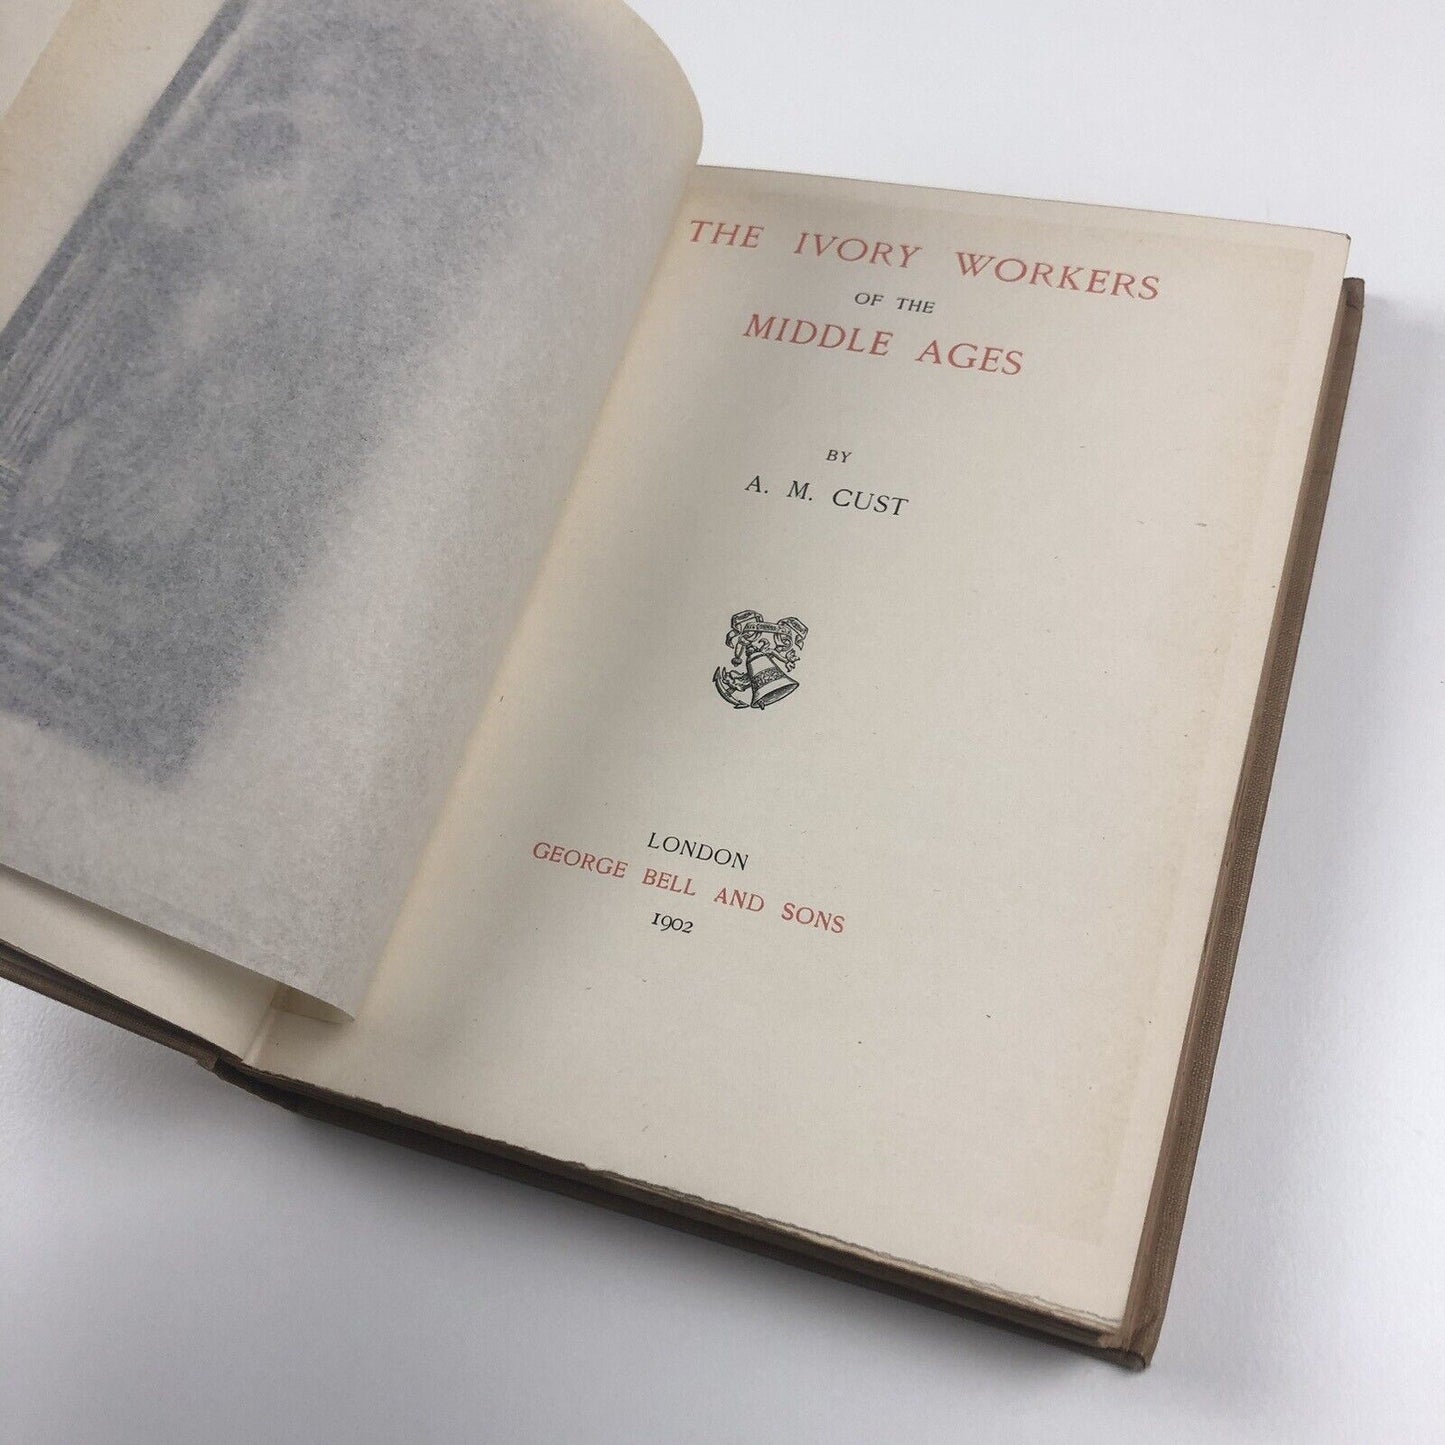 THE IVORY WORKERS
OF THE
MIDDLE AGES
BY
A. M. CUST
LONDON
GEORGE BELL AND SONS
1902